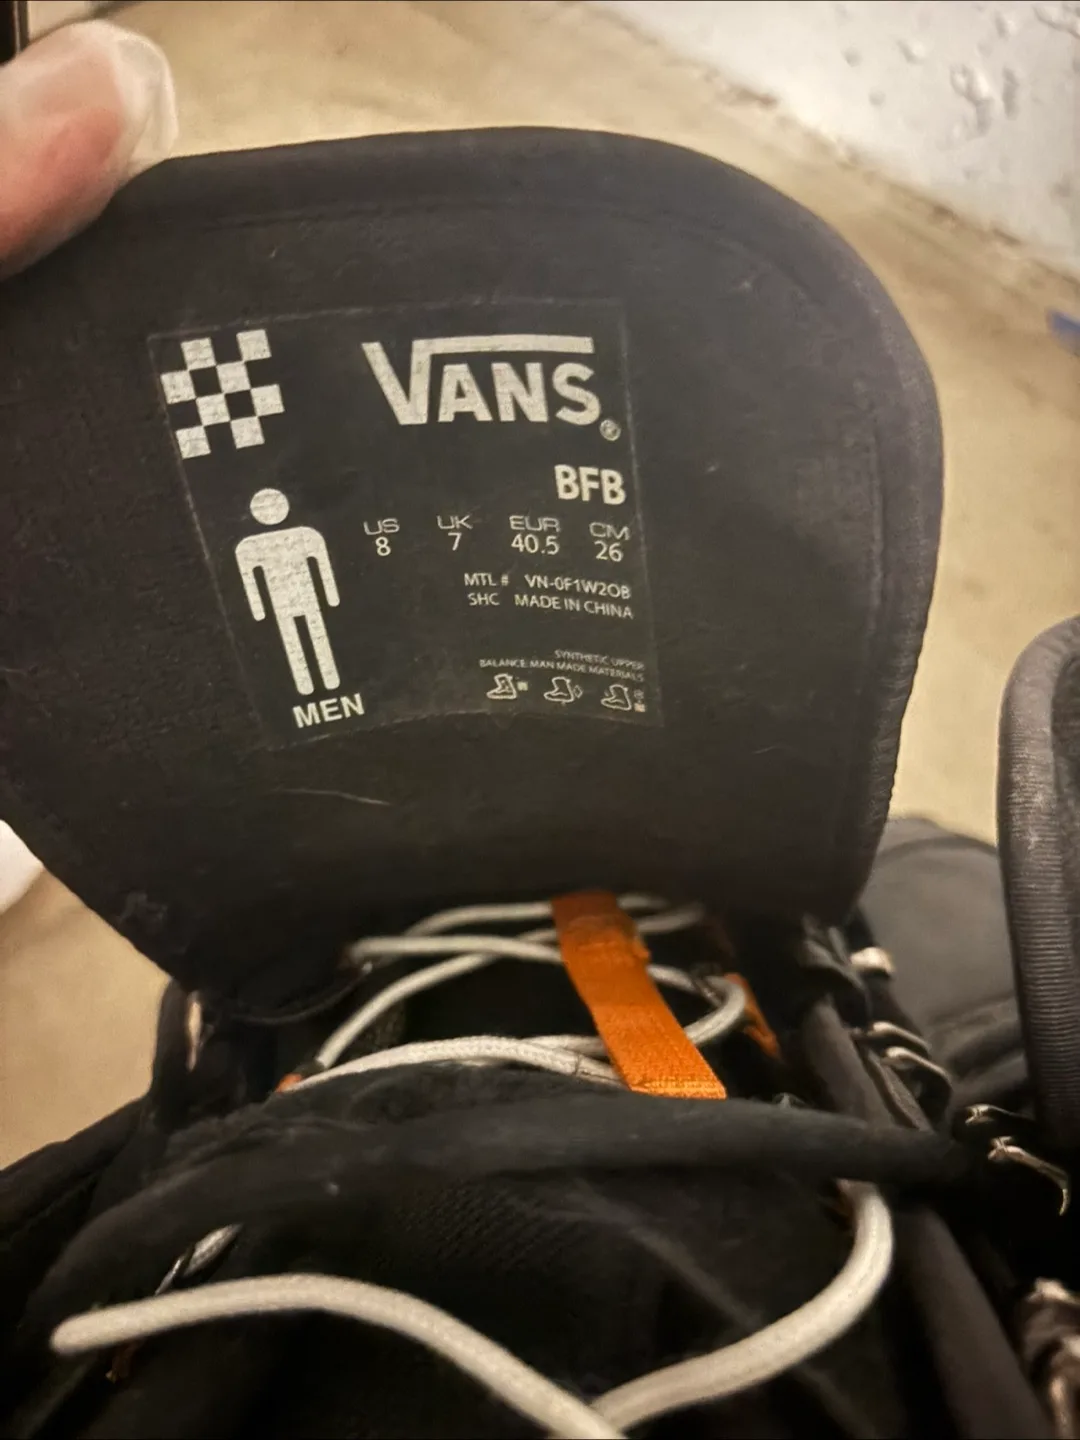 VANS®
BFB
US UK EUR CM
8 7 40.5 26
MTL # VN-0F1W2OB
SHC MADE IN CHINA
SYNTHETIC UPPER
BALANCE: MAN MADE MATERIALS
MEN